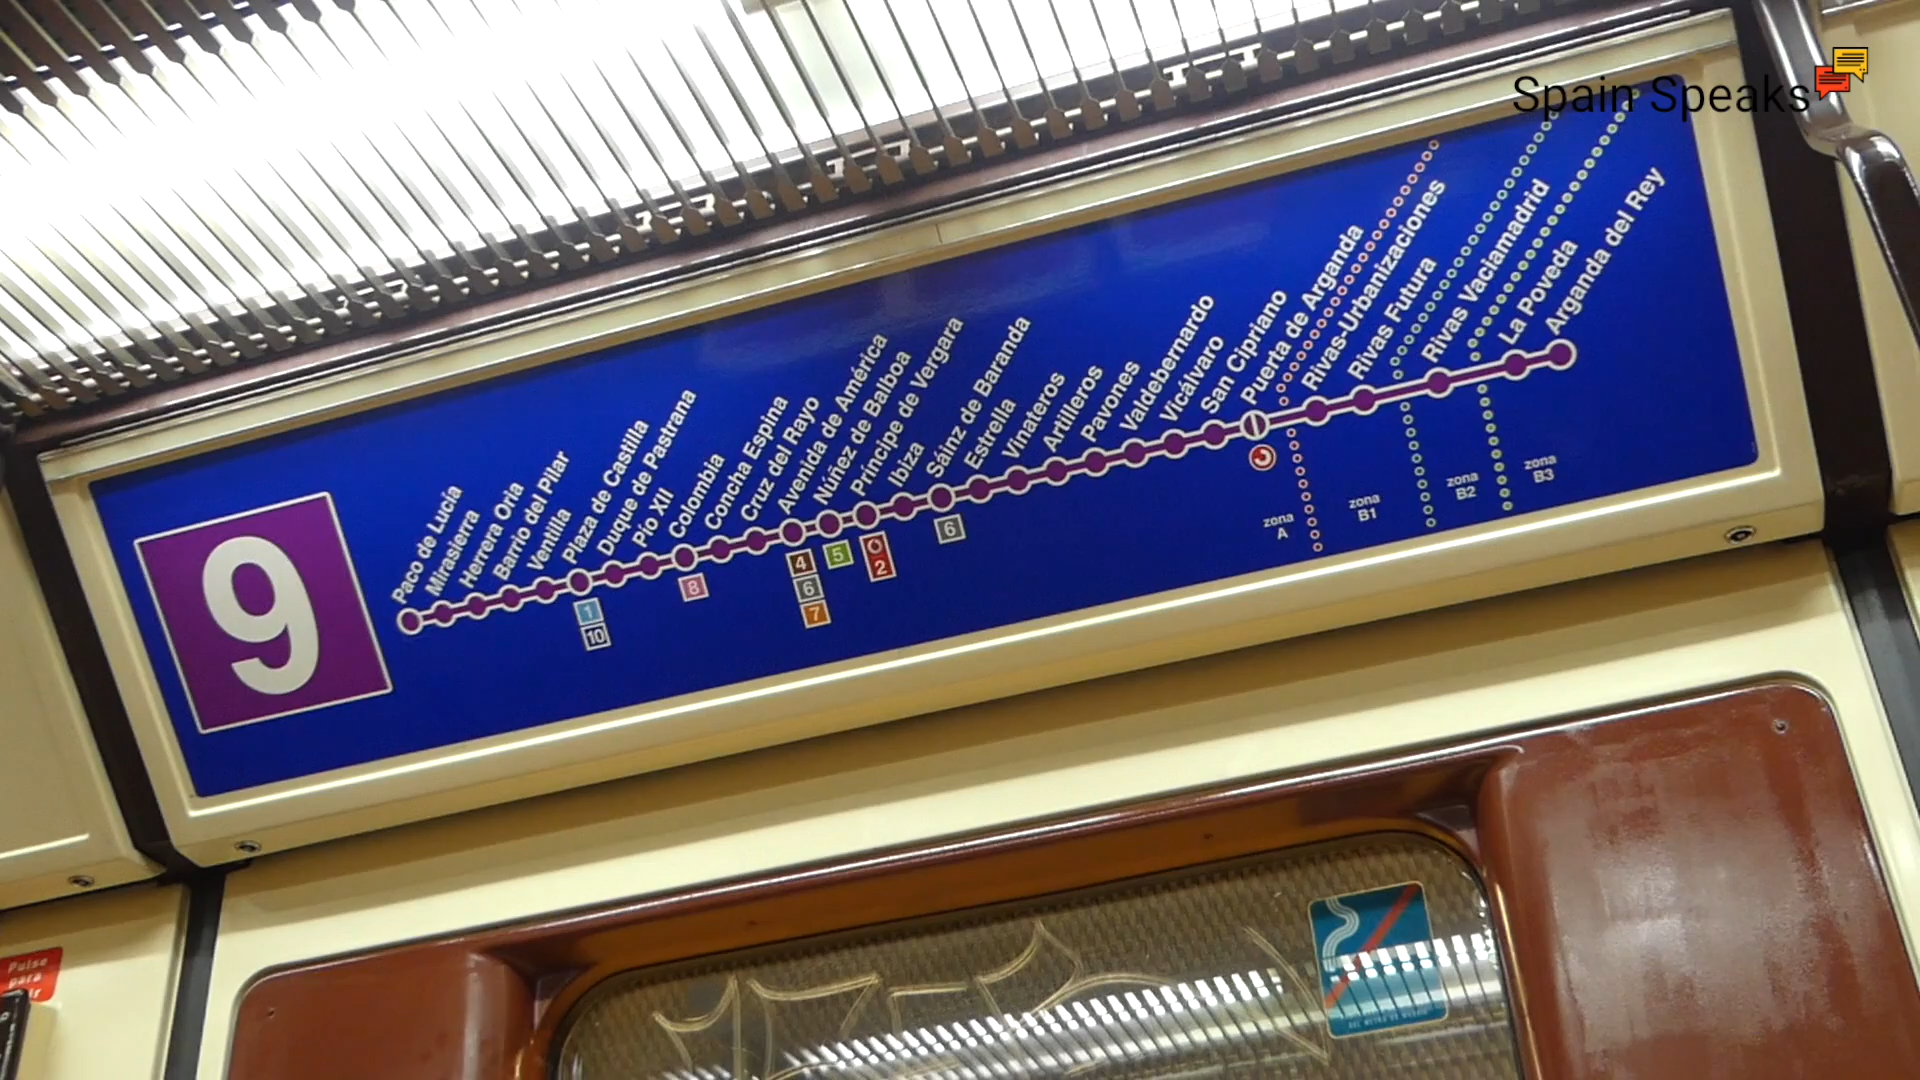 Spain Speaks
9
Paco de Lucía
Mirasierra
Herrera Oria
Barrio del Pilar
Ventilla
Plaza de Castilla
Duque de Pastrana
Pío XII
Colombia
Concha Espina
Cruz del Rayo
Avenida de América
Núñez de Balboa
Príncipe de Vergara
Ibiza
Sáinz de Baranda
Estrella
Vinateros
Artilleros
Pavones
Valdebernardo
Vicálvaro
San Cipriano
Puerta de Arganda
Rivas-Urbanizaciones
Rivas Futura
Rivas Vaciamadrid
La Poveda
Arganda del Rey
1
10
8
4
6
7
5
2
6
zona
A
zona
B1
zona
B2
zona
B3
Pulse
para